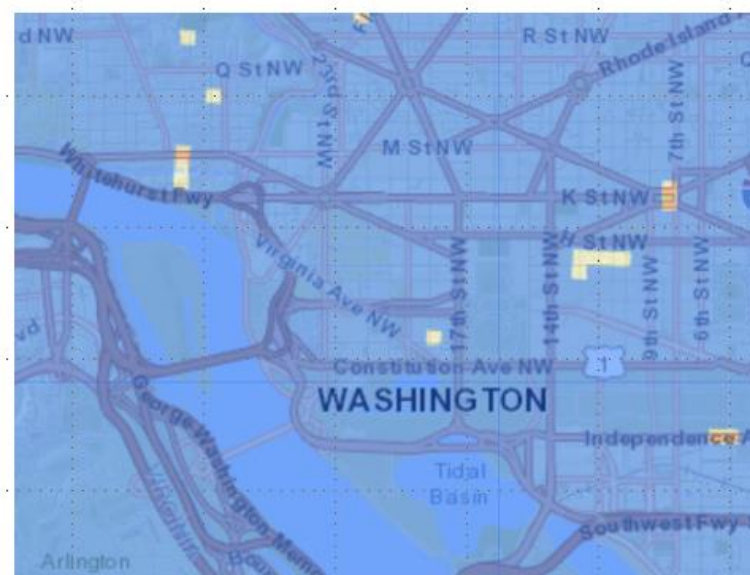 d NW
R St NW
Rhode Island
Q St NW
23rd St NW
7th St NW
M St NW
Whitehurst Fwy
K St NW
H St NW
Virginia Ave NW
17th St NW
14th St NW
9th St NW
6th St NW
vd
Constitution Ave NW
1
WASHINGTON
George Washington Memo
Independence A
Tidal
Basin
Southwest Fwy
Arlington